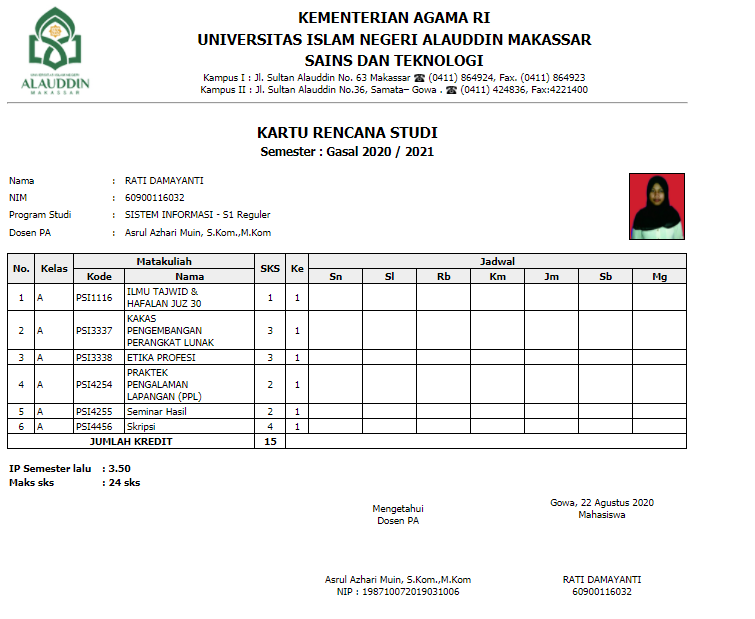 KEMENTERIAN AGAMA RI
UNIVERSITAS ISLAM NEGERI ALAUDDIN MAKASSAR
SAINS DAN TEKNOLOGI
Kampus I : Jl. Sultan Alauddin No. 63 Makassar ☎ (0411) 864924, Fax. (0411) 864923
Kampus II : Jl. Sultan Alauddin No.36, Samata– Gowa . ☎ (0411) 424836, Fax:4221400
ALAUDDIN
MAKASSAR
KARTU RENCANA STUDI
Semester : Gasal 2020 / 2021
Nama : RATI DAMAYANTI
NIM : 60900116032
Program Studi : SISTEM INFORMASI - S1 Reguler
Dosen PA : Asrul Azhari Muin, S.Kom.,M.Kom
No. Kelas Matakuliah SKS Ke Jadwal
Kode Nama Sn Sl Rb Km Jm Sb Mg
1 A PSI1116 ILMU TAJWID &
HAFALAN JUZ 30 1 1
2 A PSI3337 KAKAS
PENGEMBANGAN
PERANGKAT LUNAK 3 1
3 A PSI3338 ETIKA PROFESI 3 1
4 A PSI4254 PRAKTEK
PENGALAMAN
LAPANGAN (PPL) 2 1
5 A PSI4255 Seminar Hasil 2 1
6 A PSI4456 Skripsi 4 1
JUMLAH KREDIT 15
IP Semester lalu : 3.50
Maks sks : 24 sks
Gowa, 22 Agustus 2020
Mengetahui Mahasiswa
Dosen PA
Asrul Azhari Muin, S.Kom.,M.Kom RATI DAMAYANTI
NIP : 198710072019031006 60900116032